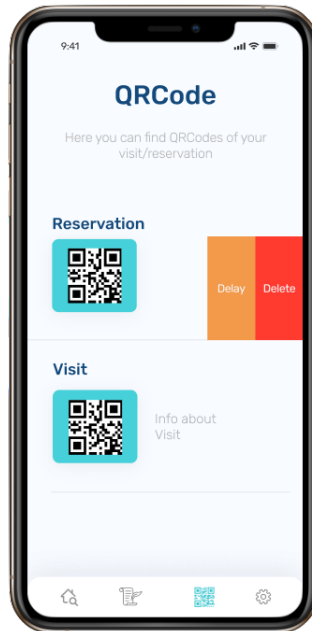 9:41
QRCode
Here you can find QRCodes of your
visit/reservation
Reservation
Delay
Delete
Visit
Info about
Visit